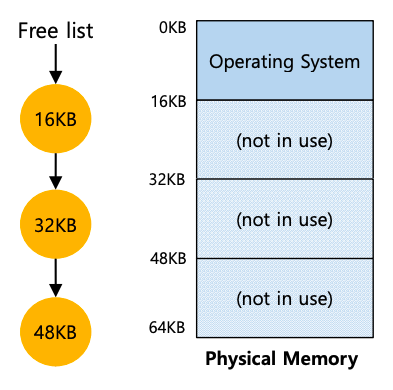 Free list
16KB
32KB
48KB
0KB
Operating System
16KB
(not in use)
32KB
(not in use)
48KB
(not in use)
64KB
Physical Memory